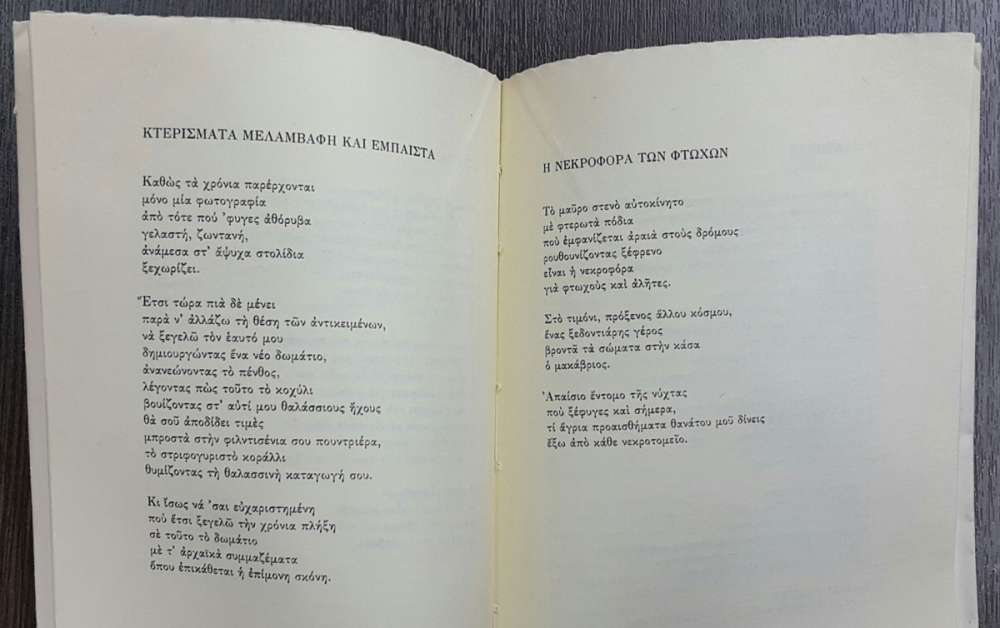 ΚΤΕΡΙΣΜΑΤΑ ΜΕΛΑΜΒΑΦΗ ΚΑΙ ΕΜΠΑΙΣΤΑ
Καθὼς τὰ χρόνια παρέρχονται
μόνο μία φωτογραφία
ἀπὸ τότε πού ᾿φυγες ἀθόρυβα
γελαστή, ζωντανή,
ἀνάμεσα στ᾿ ἄψυχα στολίδια
ξεχωρίζει.
Ἔτσι τώρα πιὰ δὲ μένει
παρὰ ν᾿ ἀλλάζω τὴ θέση τῶν ἀντικειμένων,
νὰ ξεγελῶ τὸν ἑαυτό μου
δημιουργώντας ἕνα νέο δωμάτιο,
ἀνανεώνοντας τὸ πένθος,
λέγοντας πὼς τοῦτο τὸ κοχύλι
βουίζοντας στ᾿ αὐτί μου θαλάσσιους ἤχους
θὰ σοῦ ἀποδίδει τιμὲς
μπροστὰ στὴν φιλντισένια σου πουντριέρα,
τὸ στριφογυριστὸ κοράλλι
θυμίζοντας τὴ θαλασσινὴ καταγωγή σου.
Κι ἴσως νά ᾿σαι εὐχαριστημένη
ποὺ ἔτσι ξεγελῶ τὴν χρόνια πλήξη
σὲ τοῦτο τὸ δωμάτιο
μὲ τ᾿ ἀρχαϊκὰ συμμαζέματα
ὅπου ἐπικάθεται ἡ ἐπίμονη σκόνη.
Η ΝΕΚΡΟΦΟΡΑ ΤΩΝ ΦΤΩΧΩΝ
Τὸ μαῦρο στενὸ αὐτοκίνητο
μὲ φτερωτὰ πόδια
ποὺ ἐμφανίζεται ἀραιὰ στοὺς δρόμους
ρουθουνίζοντας ξέφρενο
εἶναι ἡ νεκροφόρα
γιὰ φτωχοὺς καὶ ἀλῆτες.
Στὸ τιμόνι, πρόξενος ἄλλου κόσμου,
ἕνας ξεδοντιάρης γέρος
βροντᾶ τὰ σώματα στὴν κάσα
ὁ μακάβριος.
Ἀπαίσιο ἔντομο τῆς νύχτας
ποὺ ξέφυγες καὶ σήμερα,
τί ἄγρια προαισθήματα θανάτου μοῦ δίνεις
ἔξω ἀπὸ κάθε νεκροτομεῖο.